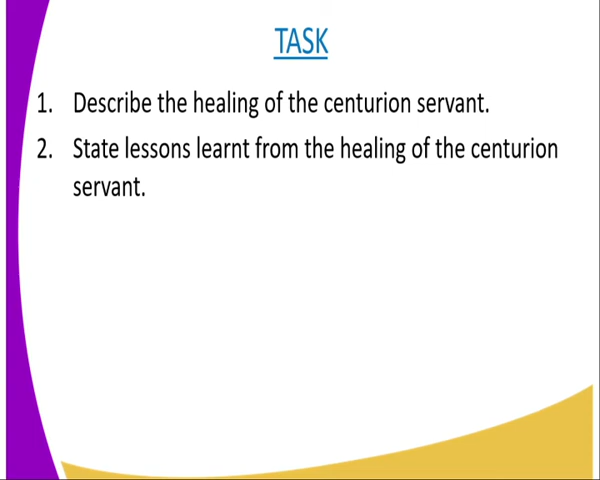 TASK
1. Describe the healing of the centurion servant.
2. State lessons learnt from the healing of the centurion
servant.